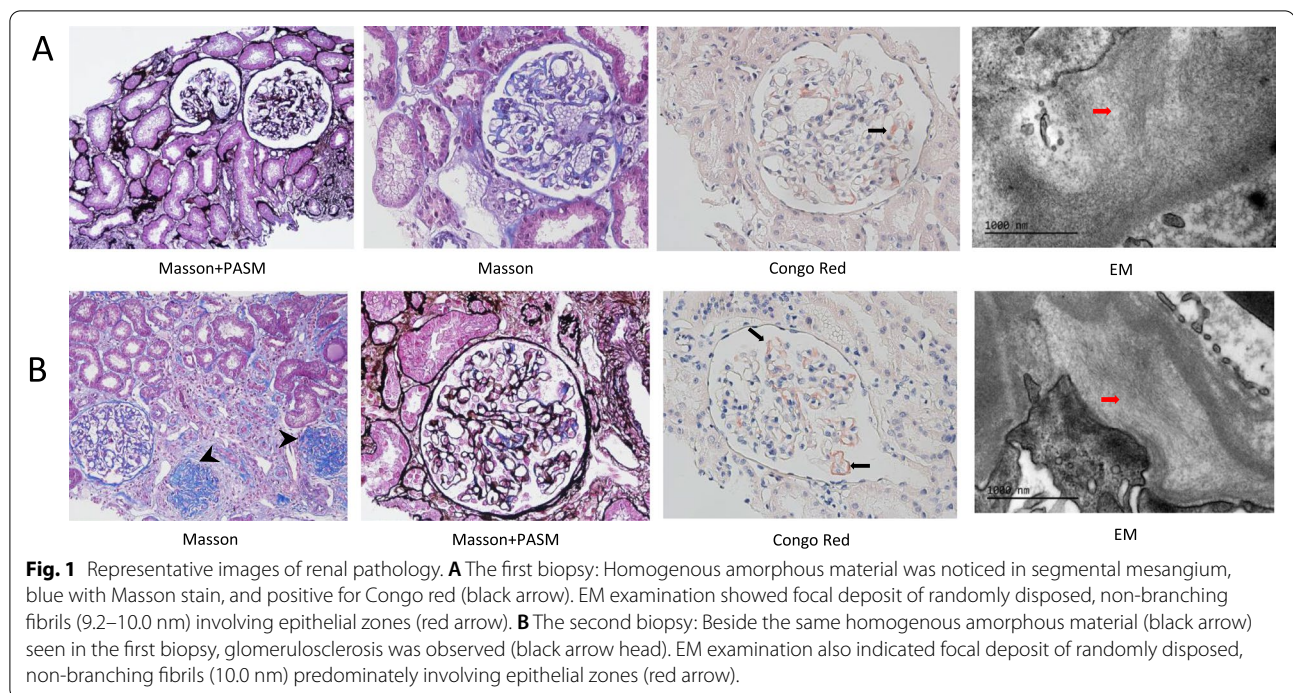 A
1000 nm
Masson+PASM Masson Congo Red EM
B
1000 nm
Masson Masson+PASM Congo Red EM
Fig. 1 Representative images of renal pathology. A The first biopsy: Homogenous amorphous material was noticed in segmental mesangium,
blue with Masson stain, and positive for Congo red (black arrow). EM examination showed focal deposit of randomly disposed, non-branching
fibrils (9.2–10.0 nm) involving epithelial zones (red arrow). B The second biopsy: Beside the same homogenous amorphous material (black arrow)
seen in the first biopsy, glomerulosclerosis was observed (black arrow head). EM examination also indicated focal deposit of randomly disposed,
non-branching fibrils (10.0 nm) predominately involving epithelial zones (red arrow).